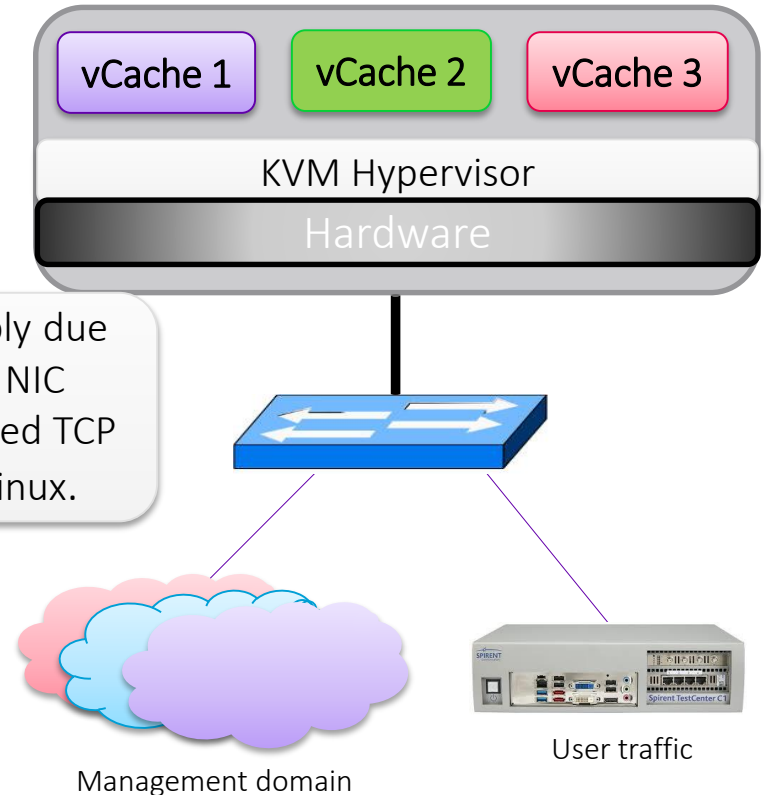 vCache 1
vCache 2
vCache 3
KVM Hypervisor
Hardware
ly due
NIC
ed TCP
inux.
SPIRENT
Spirent TestCenter C1
User traffic
Management domain